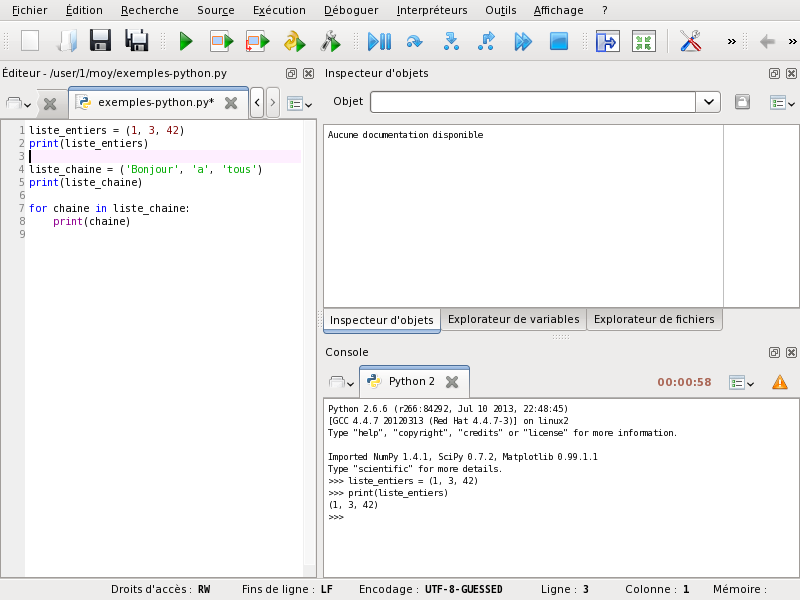 Fichier Édition Recherche Source Exécution Déboguer Interpréteurs Outils Affichage ?
Éditeur - /user/1/moy/exemples-python.py
exemples-python.py*
1 liste_entiers = (1, 3, 42)
2 print(liste_entiers)
3
4 liste_chaine = ('Bonjour', 'a', 'tous')
5 print(liste_chaine)
6
7 for chaine in liste_chaine:
8 print(chaine)
9
Inspecteur d'objets
Objet
Aucune documentation disponible
Inspecteur d'objets Explorateur de variables Explorateur de fichiers
Console
Python 2 00:00:58
Python 2.6.6 (r266:84292, Jul 10 2013, 22:48:45)
[GCC 4.4.7 20120313 (Red Hat 4.4.7-3)] on linux2
Type "help", "copyright", "credits" or "license" for more information.
Imported NumPy 1.4.1, SciPy 0.7.2, Matplotlib 0.99.1.1
Type "scientific" for more details.
>>> liste_entiers = (1, 3, 42)
>>> print(liste_entiers)
(1, 3, 42)
>>>
Droits d'accès : RW Fins de ligne : LF Encodage : UTF-8-GUESSED Ligne : 3 Colonne : 1 Mémoire :